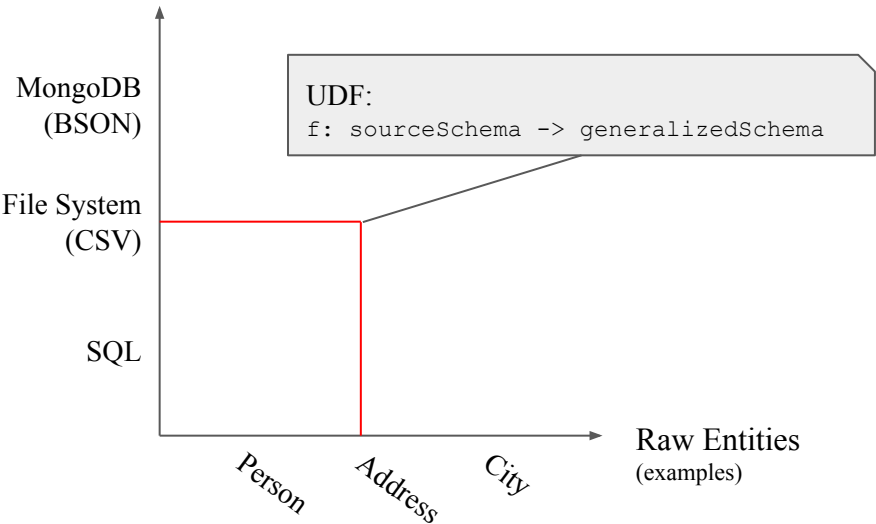 MongoDB
(BSON)
UDF:
f: sourceSchema -> generalizedSchema
File System
(CSV)
SQL
Raw Entities
(examples)
Person
Address
City